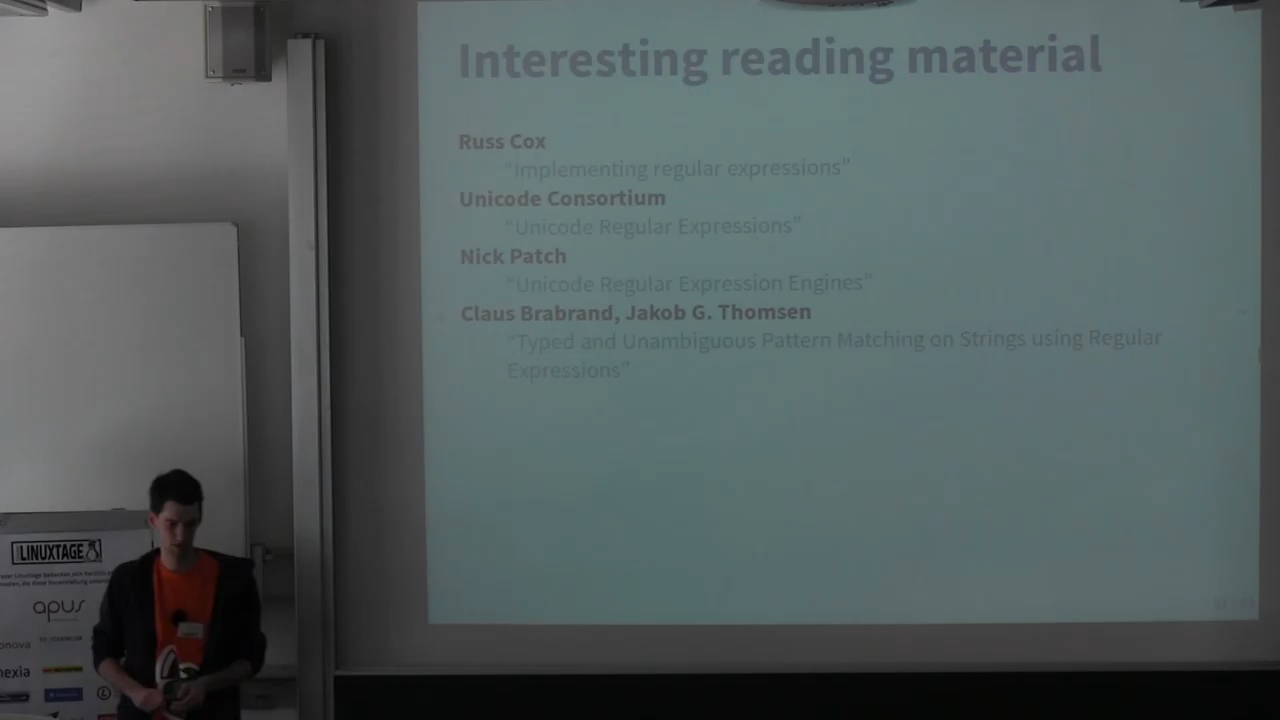 Interesting reading material
Russ Cox
“Implementing regular expressions”
Unicode Consortium
“Unicode Regular Expressions”
Nick Patch
“Unicode Regular Expression Engines”
Claus Brabrand, Jakob G. Thomsen
“Typed and Unambiguous Pattern Matching on Strings using Regular
Expressions”
LINUXTAGE
apus